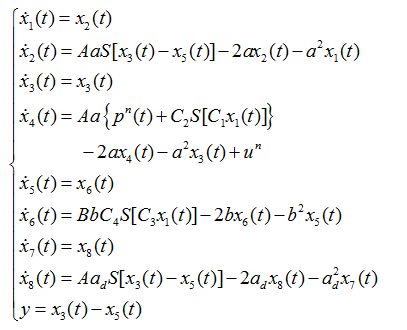 ẋ₁(t) = x₂(t)
ẋ₂(t) = AaS[x₃(t) − x₅(t)] − 2ax₂(t) − a²x₁(t)
ẋ₃(t) = x₃(t)
ẋ₄(t) = Aa{pⁿ(t) + C₂S[C₁x₁(t)]}
−2ax₄(t) − a²x₃(t) + uⁿ
ẋ₅(t) = x₆(t)
ẋ₆(t) = BbC₄S[C₃x₁(t)] − 2bx₆(t) − b²x₅(t)
ẋ₇(t) = x₈(t)
ẋ₈(t) = Aa_dS[x₃(t) − x₅(t)] − 2a_dx₈(t) − a_d²x₇(t)
y = x₃(t) − x₅(t)